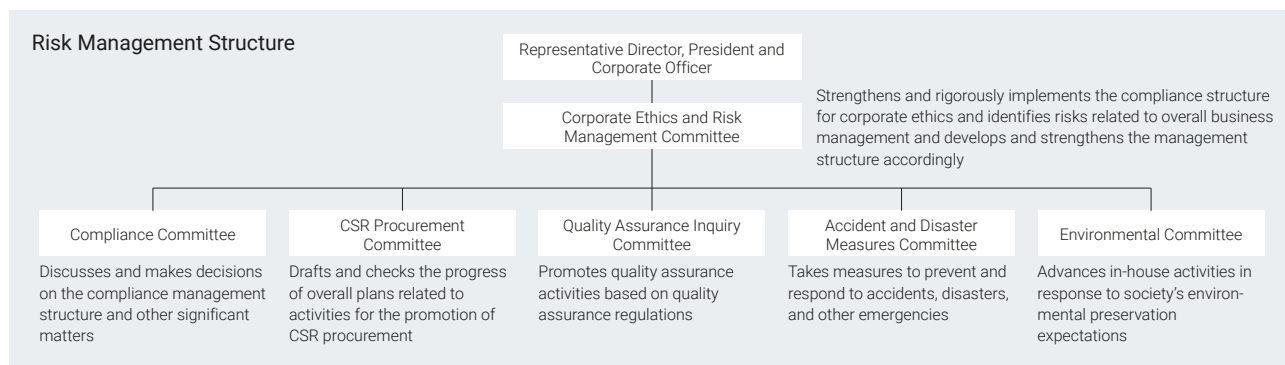 Risk Management Structure
Representative Director, President and
Corporate Officer
Corporate Ethics and Risk
Management Committee
Strengthens and rigorously implements the compliance structure
for corporate ethics and identifies risks related to overall business
management and develops and strengthens the management
structure accordingly
Compliance Committee
Discusses and makes decisions
on the compliance management
structure and other significant
matters
CSR Procurement
Committee
Drafts and checks the progress
of overall plans related to
activities for the promotion of
CSR procurement
Quality Assurance Inquiry
Committee
Promotes quality assurance
activities based on quality
assurance regulations
Accident and Disaster
Measures Committee
Takes measures to prevent and
respond to accidents, disasters,
and other emergencies
Environmental Committee
Advances in-house activities in
response to society’s environ-
mental preservation
expectations